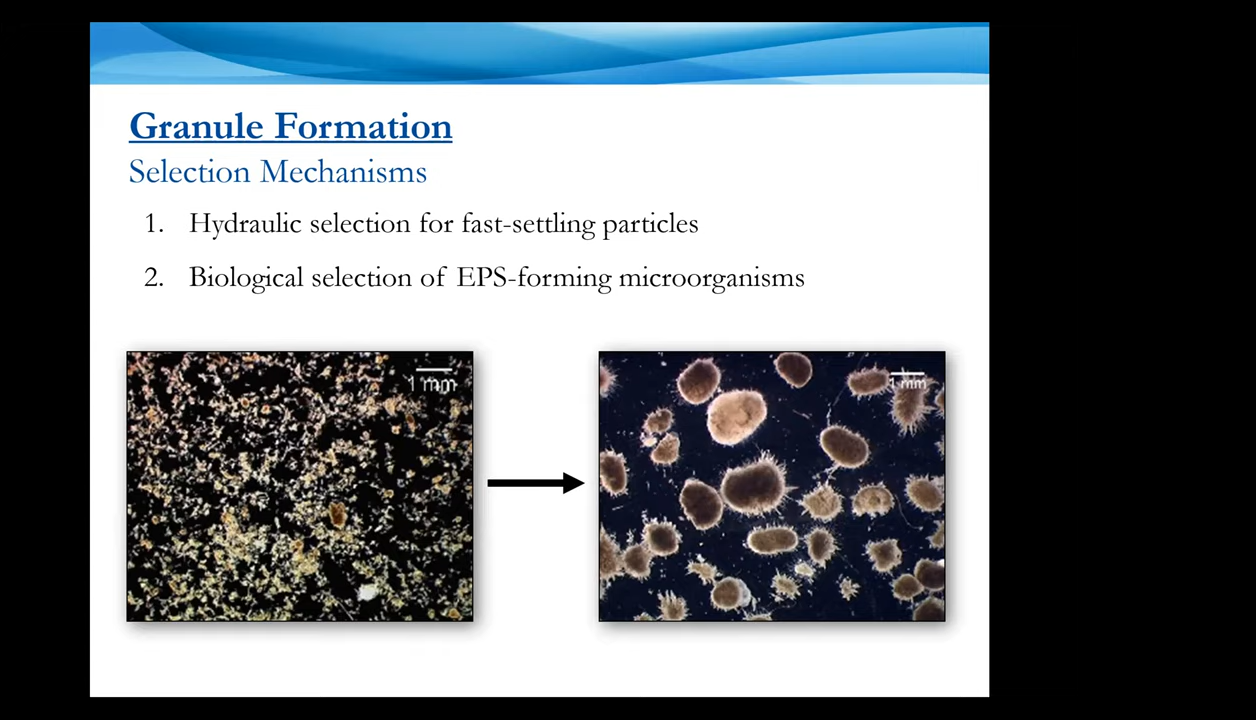 Granule Formation
Selection Mechanisms
1. Hydraulic selection for fast-settling particles
2. Biological selection of EPS-forming microorganisms
1 mm
1 mm